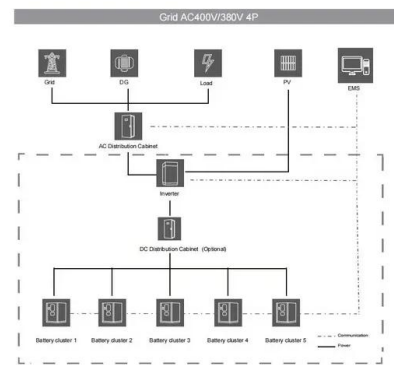 Grid AC400V/380V 4P
Grid
DG
Load
PV
EMS
AC Distribution Cabinet
Inverter
DC Distribution Cabinet (Optional)
Battery cluster 1
Battery cluster 2
Battery cluster 3
Battery cluster 4
Battery cluster 5
Communication
Power